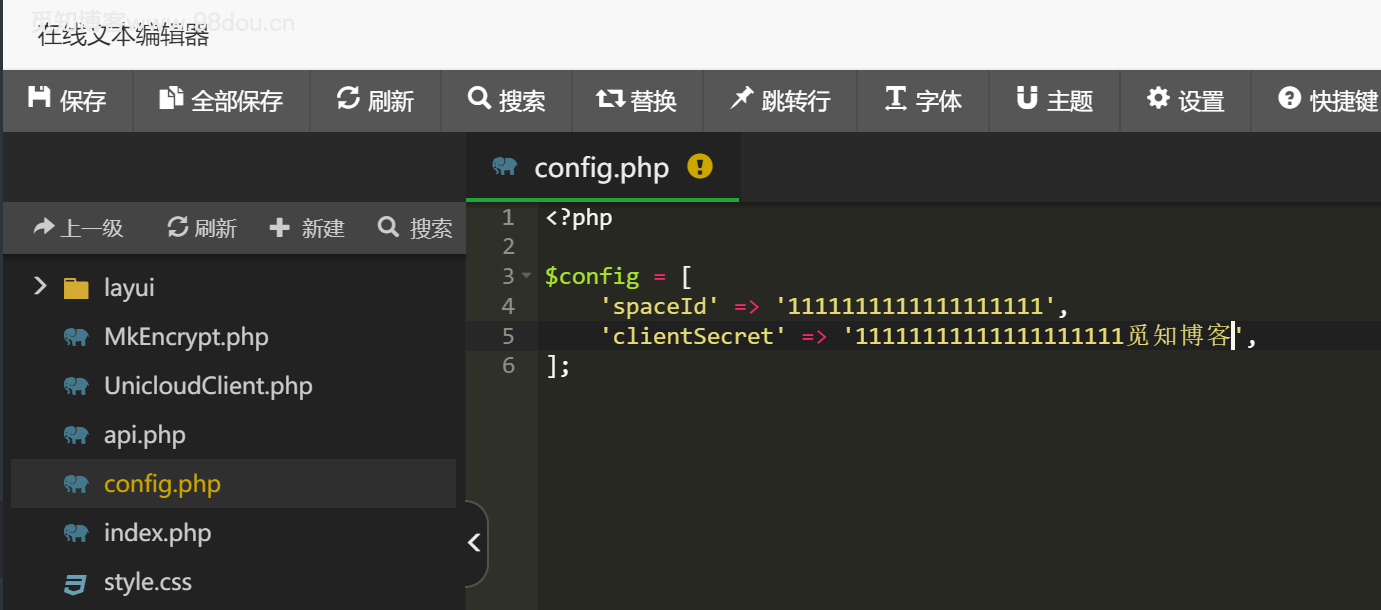 觅知博客www.98dou.cn
在线文本编辑器
保存 全部保存 刷新 搜索 替换 跳转行 字体 主题 设置 快捷键
config.php
上一级 刷新 新建 搜索
layui
MkEncrypt.php
UnicloudClient.php
api.php
config.php
index.php
style.css
1 <?php
2
3 $config = [
4 'spaceId' => '1111111111111111111',
5 'clientSecret' => '11111111111111111111觅知博客',
6 ];